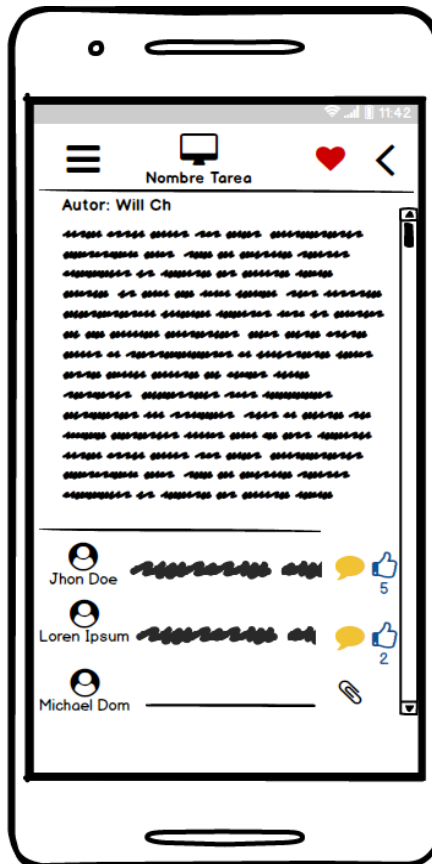 11:42
Nombre Tarea
Autor: Will Ch
Jhon Doe
5
Loren Ipsum
2
Michael Dom